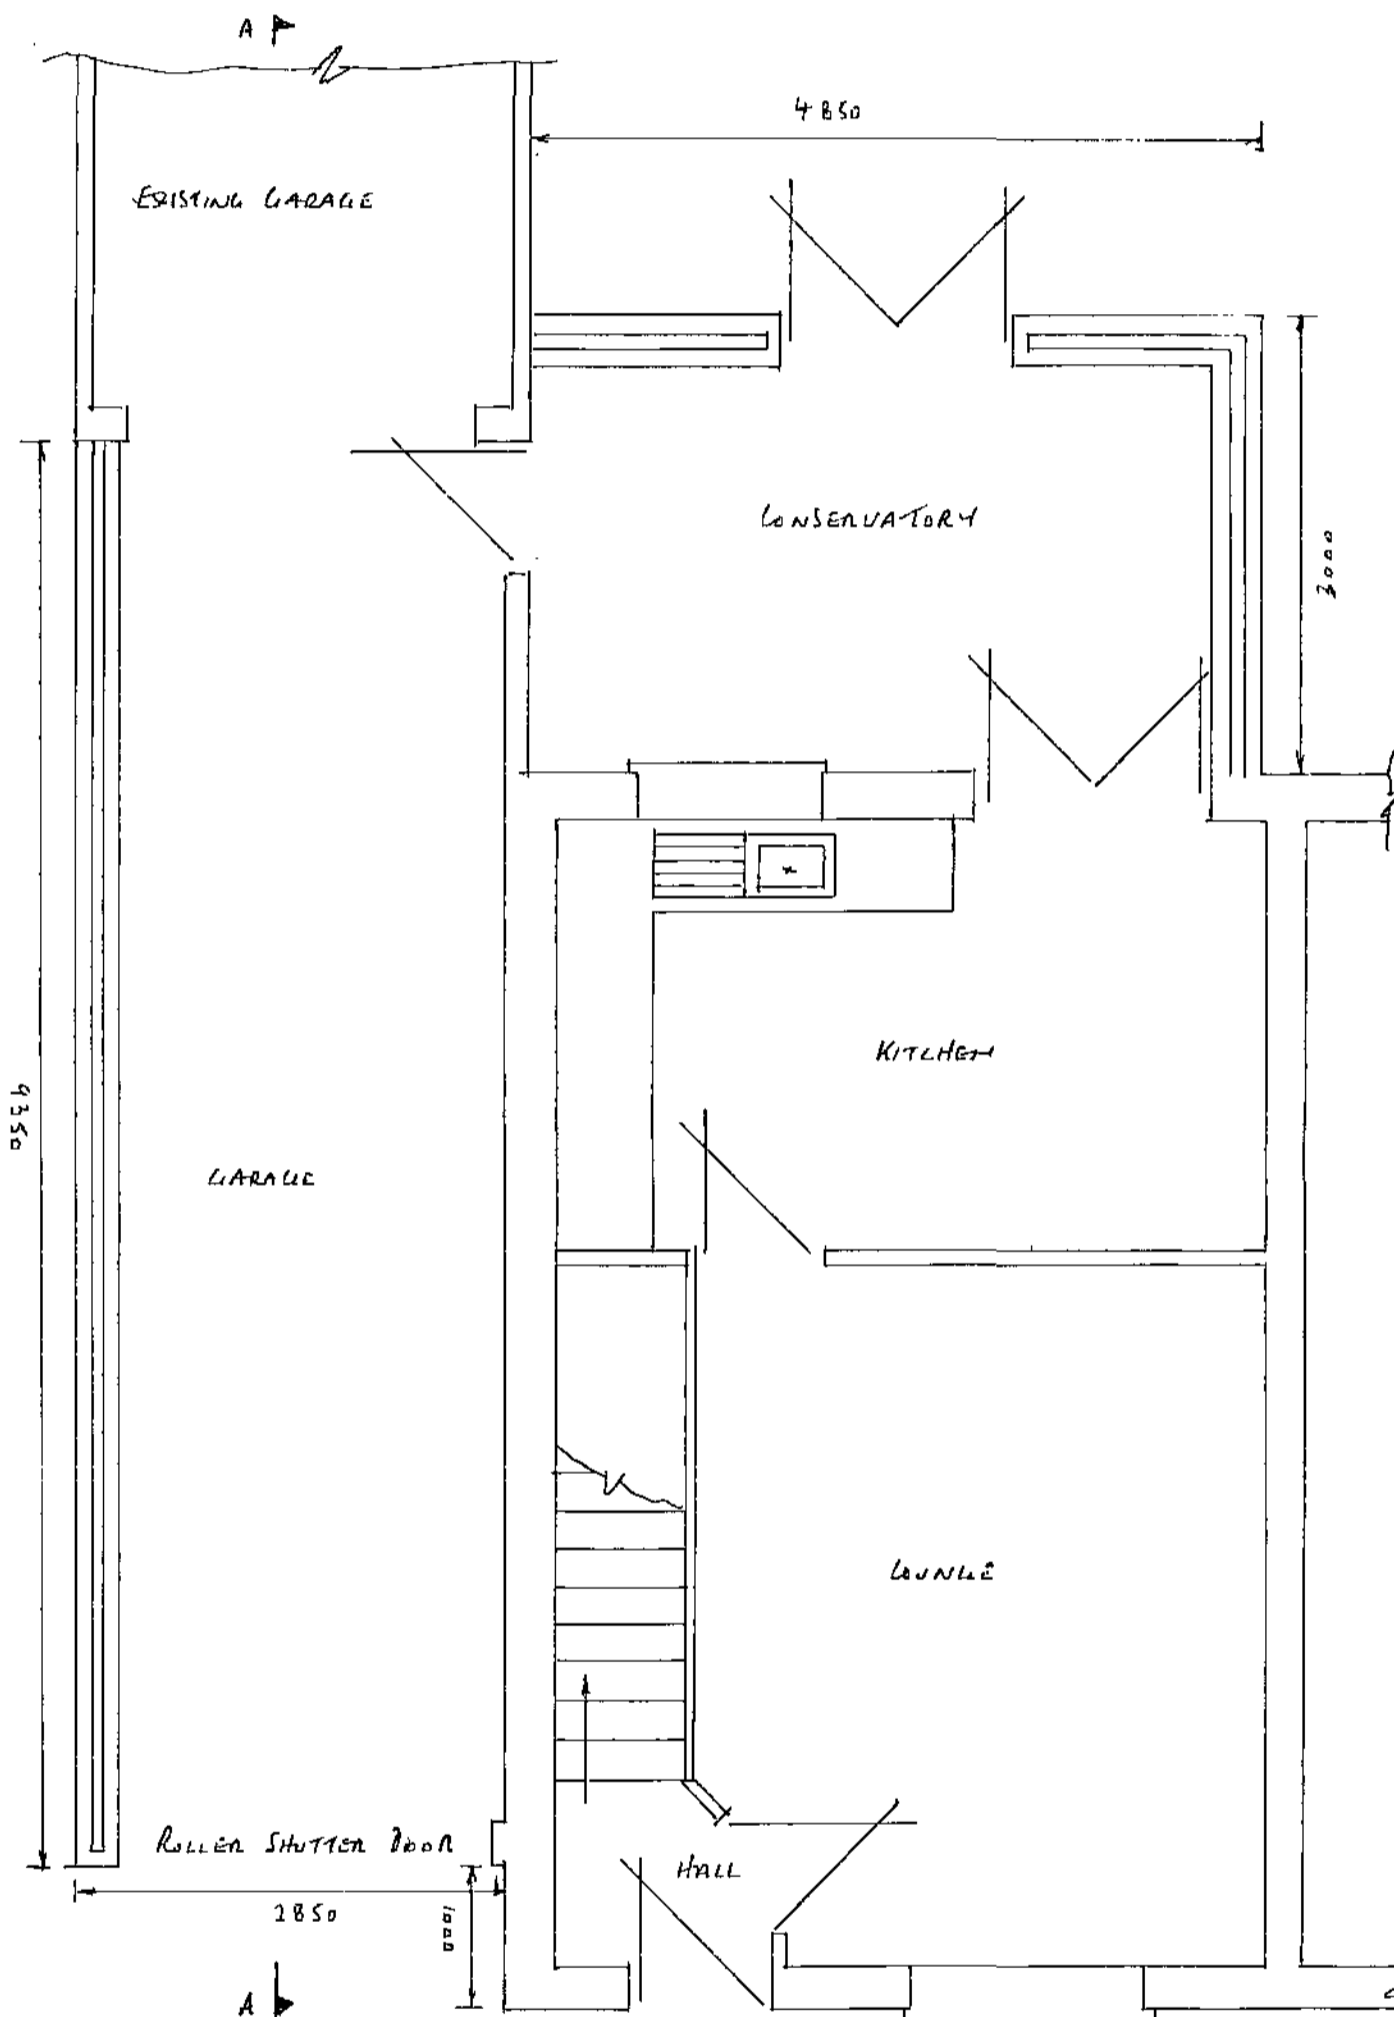 A
4850
EXISTING GARAGE
CONSERVATORY
3000
KITCHEN
9350
GARAGE
LOUNGE
ROLLER SHUTTER DOOR
HALL
2850
1000
A